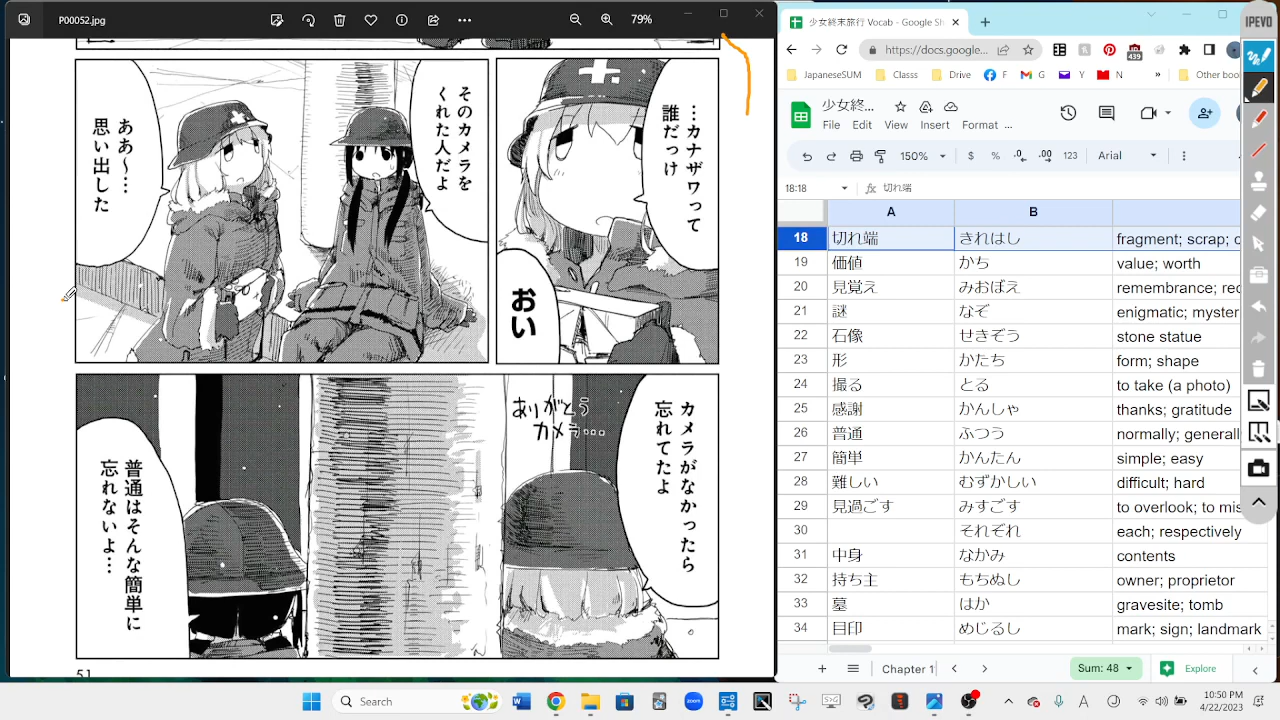 P00052.jpg
79%
…カナザワって
誰だっけ
おい
そのカメラを
くれた人だよ
ああ〜…
思い出した
カメラがなかったら
忘れてたよ
ありがとう
カメラ…
普通はそんな簡単に
忘れないよ…
51
少女終末旅行 Vocab - Google Sh
https://docs.google...
439
JapaneseUNI
Class
Den
F
M
N
»
Other book
少女終...
File
Edit
View
Insert
Format
150%
$
.0
.00
123
Arial
18:18
fx
切れ端
A
B
18 切れ端 きれはし fragment; scrap; c
19 価値 かち value; worth
20 見覚え みおぼえ remembrance; rec
21 謎 なぞ enigmatic; myster
22 石像 せきぞう stone statue
23 形 かたち form; shape
24 撮る とる to take (a photo)
25 感謝 かんしゃ thanks; gratitude
26 普通 ふつう normally; generall
27 簡単 かんたん simple; easy
28 難しい むずかしい difficult; hard
29 見過ごす みすごす to overlook; to mis
30 それぞれ each; respectively
31 中身 なかみ contents
32 持ち主 もちぬし owner; proprietor
33 墓 はか gravesite; tomb
34 目印 めじるし mark; sign; landmark
Chapter 1
Sum: 48
Explore
IPEVO
Search
zoom
A
10:30 PM
4/22/2023